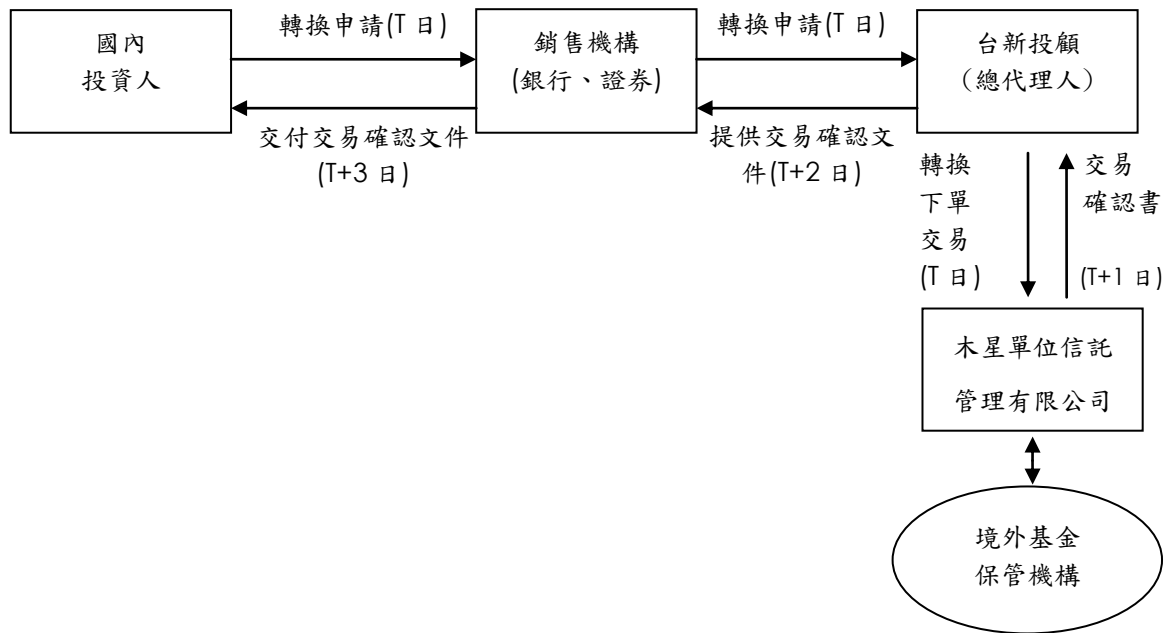 國內
投資人
轉換申請(T 日)
交付交易確認文件
(T+3 日)
銷售機構
(銀行、證券)
轉換申請(T 日)
提供交易確認文
件(T+2 日)
台新投顧
（總代理人）
轉換
下單
交易
(T 日)
交易
確認書
(T+1 日)
木星單位信託
管理有限公司
境外基金
保管機構